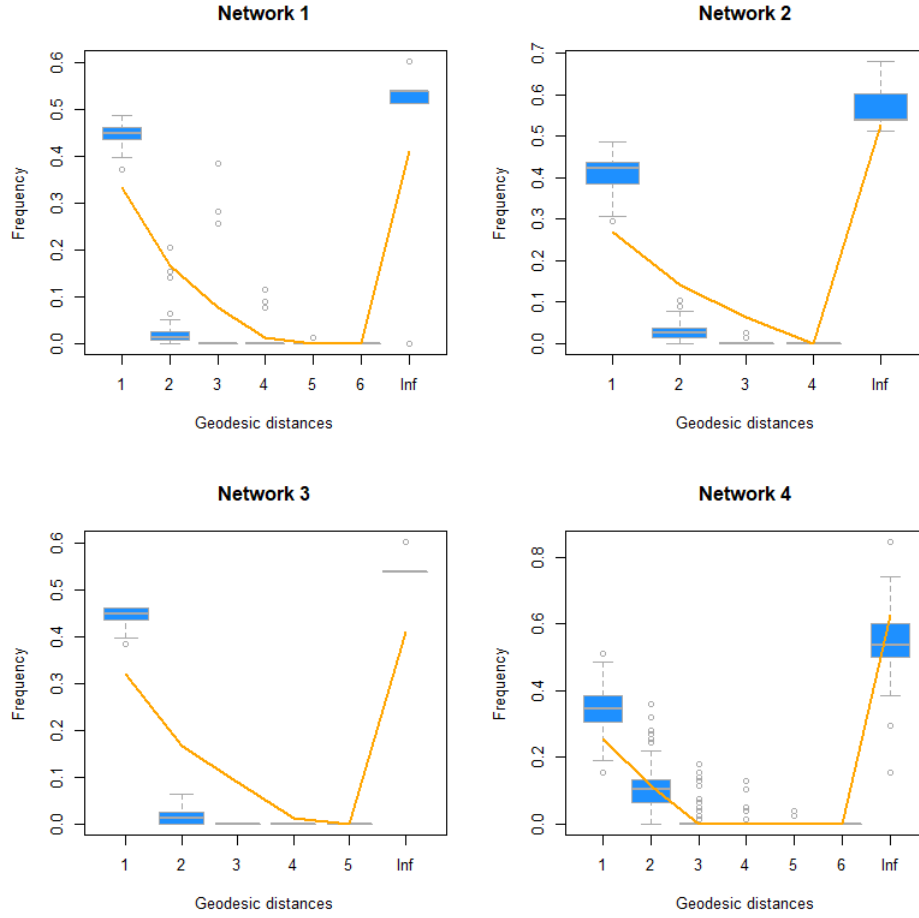 Network 1
Frequency
0.0 0.1 0.2 0.3 0.4 0.5 0.6
1 2 3 4 5 6 Inf
Geodesic distances
Network 2
Frequency
0.0 0.1 0.2 0.3 0.4 0.5 0.6 0.7
1 2 3 4 Inf
Geodesic distances
Network 3
Frequency
0.0 0.1 0.2 0.3 0.4 0.5 0.6
1 2 3 4 5 Inf
Geodesic distances
Network 4
Frequency
0.0 0.2 0.4 0.6 0.8
1 2 3 4 5 6 Inf
Geodesic distances